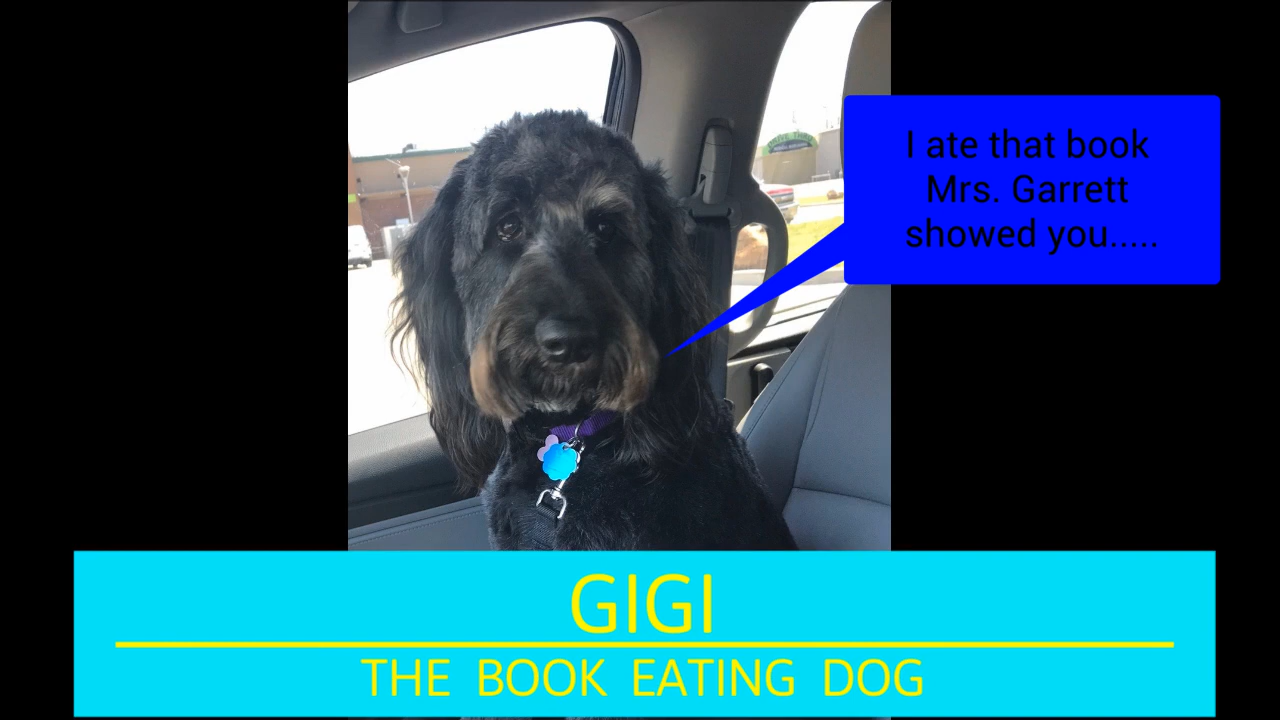 I ate that book
Mrs. Garrett
showed you.....
GIGI
THE BOOK EATING DOG